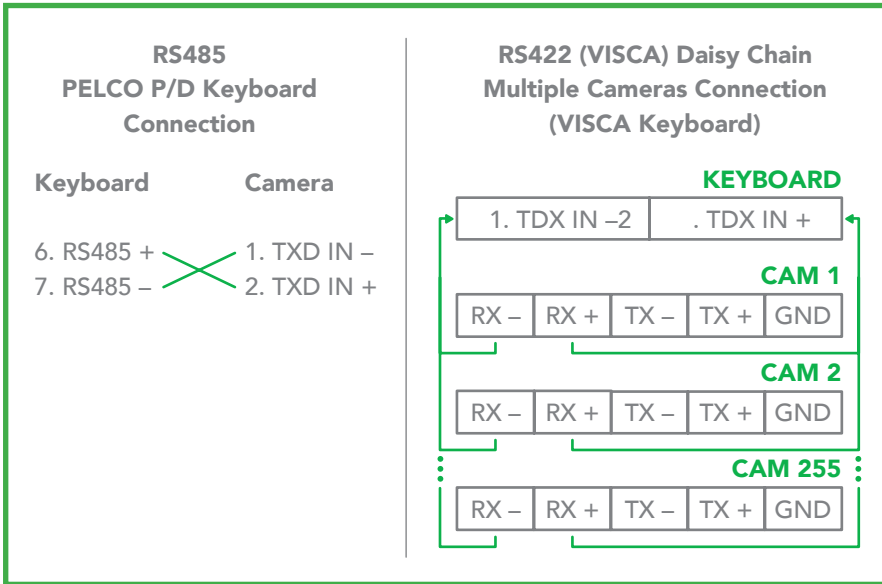 RS485
PELCO P/D Keyboard
Connection
Keyboard Camera
6. RS485 + 1. TXD IN –
7. RS485 – 2. TXD IN +
RS422 (VISCA) Daisy Chain
Multiple Cameras Connection
(VISCA Keyboard)
KEYBOARD
1. TDX IN –2 . TDX IN +
CAM 1
RX – RX + TX – TX + GND
CAM 2
RX – RX + TX – TX + GND
CAM 255
RX – RX + TX – TX + GND